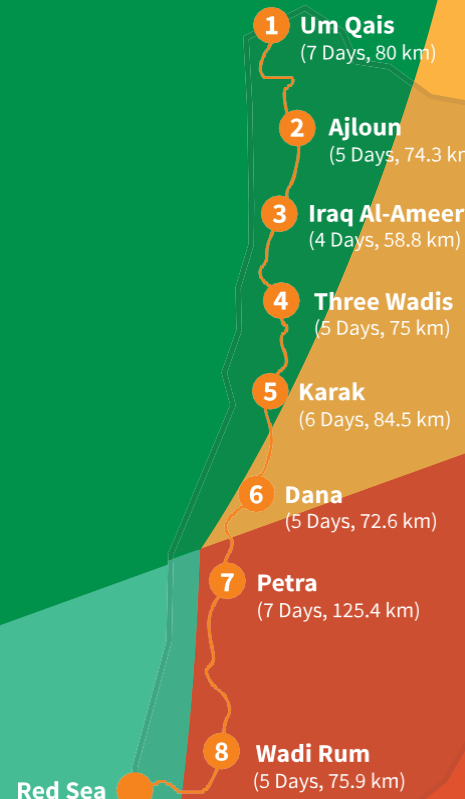 1 Um Qais
(7 Days, 80 km)
2 Ajloun
(5 Days, 74.3
3 Iraq Al-Ameer
(4 Days, 58.8 km)
4 Three Wadis
(5 Days, 75 km)
5 Karak
(6 Days, 84.5 km)
6 Dana
(5 Days, 72.6 km)
7 Petra
(7 Days, 125.4 km)
8 Wadi Rum
(5 Days, 75.9 km)
Red Sea